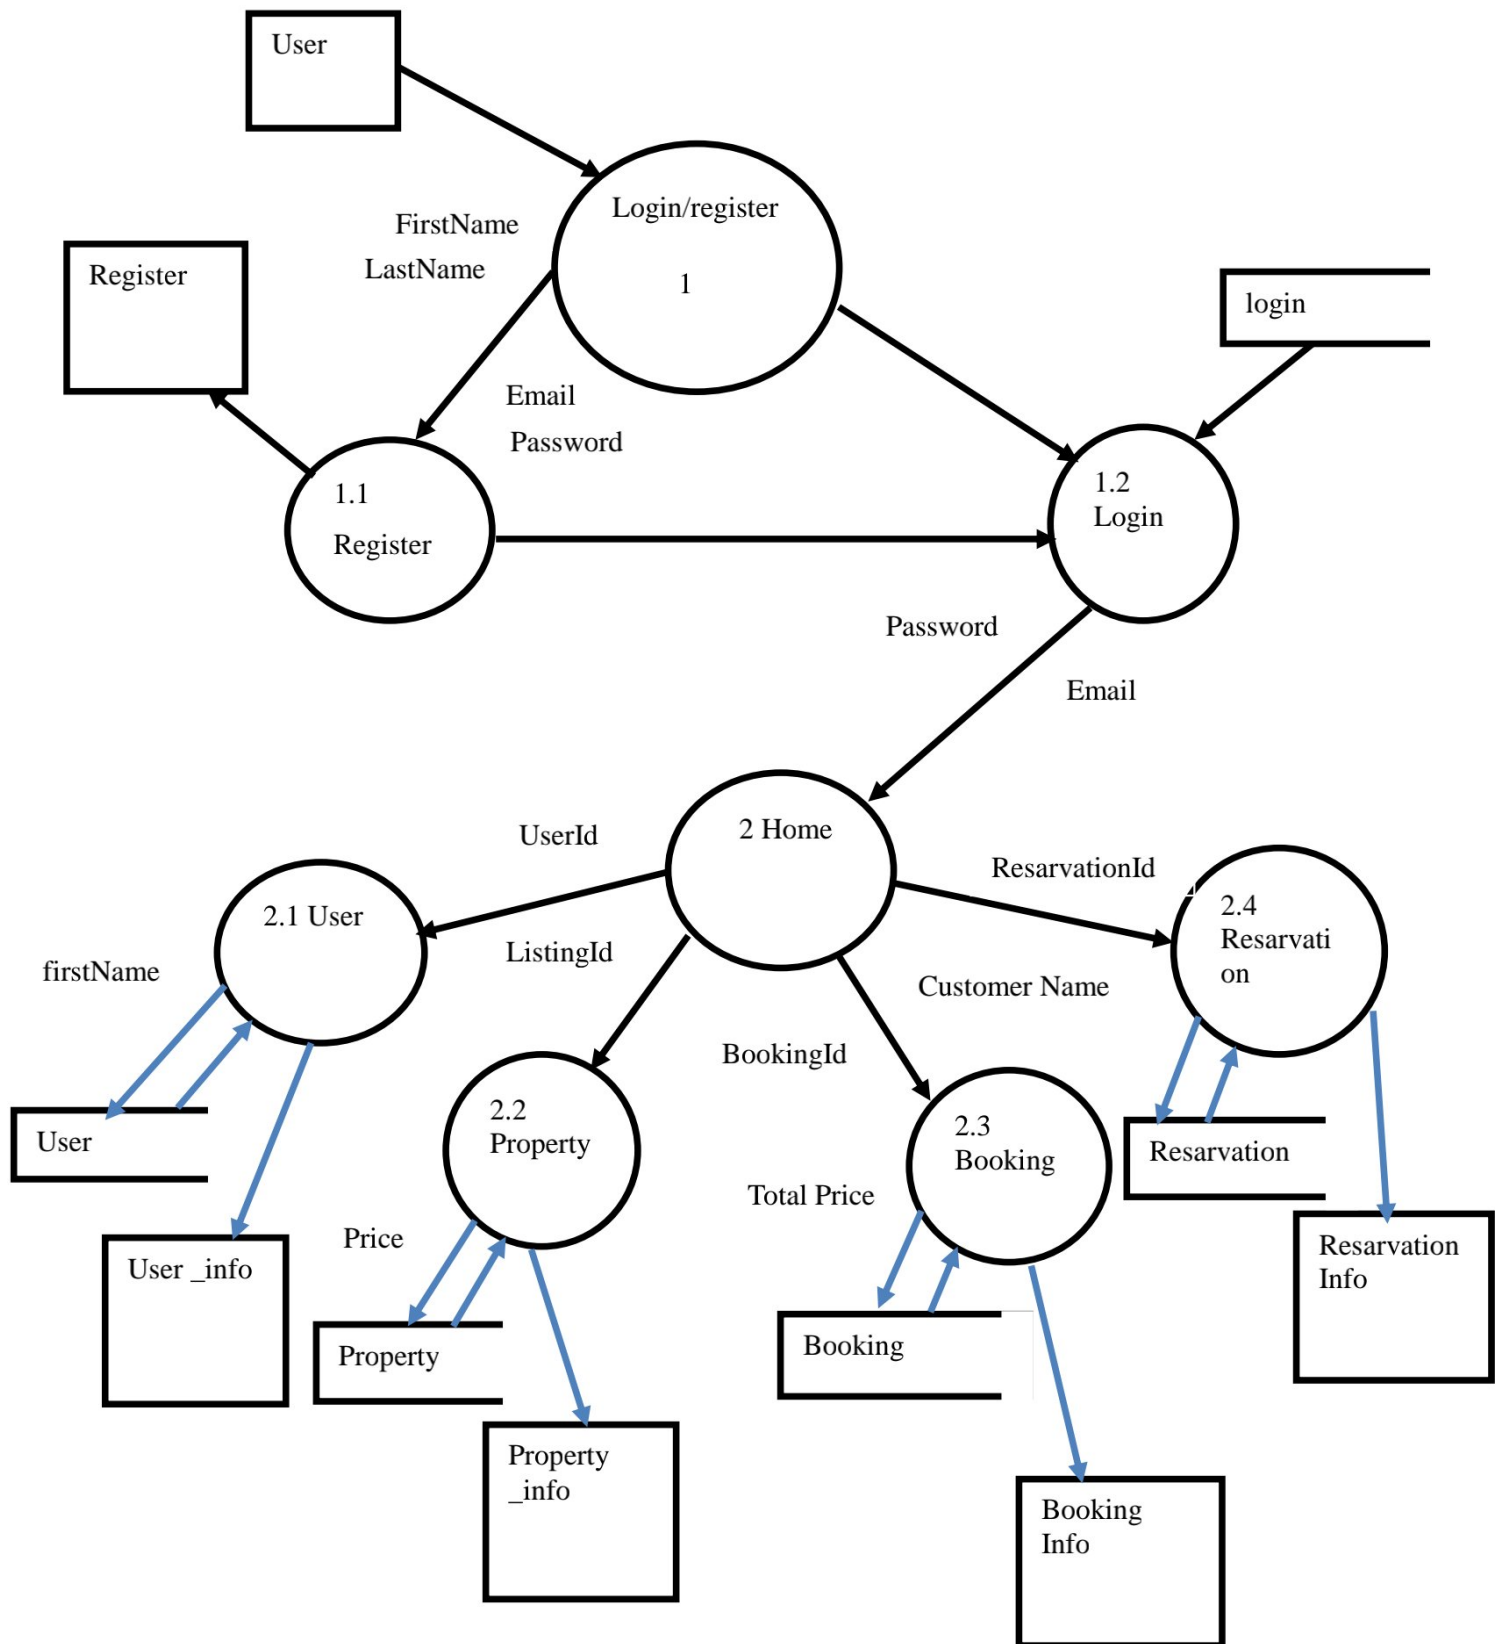 User
Login/register
FirstName
LastName
1
Register
login
Email
Password
1.1
Register
1.2
Login
Password
Email
2 Home
UserId
ResarvationId
2.1 User
2.4
Resarvati
on
ListingId
firstName
Customer Name
BookingId
2.2
Property
2.3
Booking
User
Resarvation
Total Price
Price
User _info
Resarvation
Info
Property
Booking
Property
_info
Booking
Info